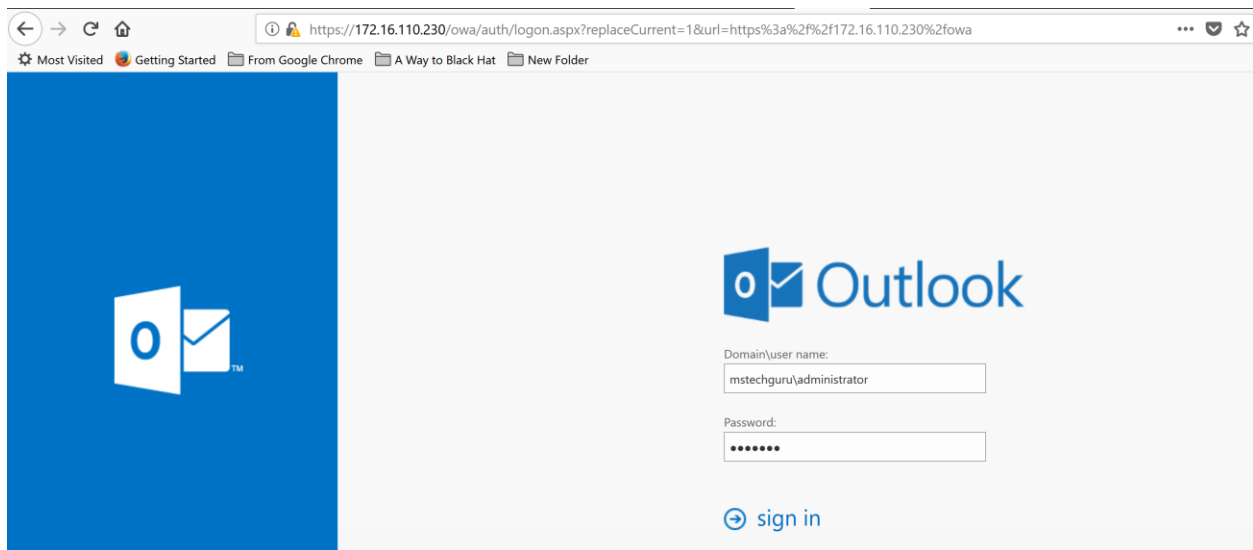 https://172.16.110.230/owa/auth/logon.aspx?replaceCurrent=1&url=https%3a%2f%2f172.16.110.230%2fowa
Most Visited Getting Started From Google Chrome A Way to Black Hat New Folder
O
TM
O Outlook
Domain\user name:
mstechguru\administrator
Password:
•••••••
sign in